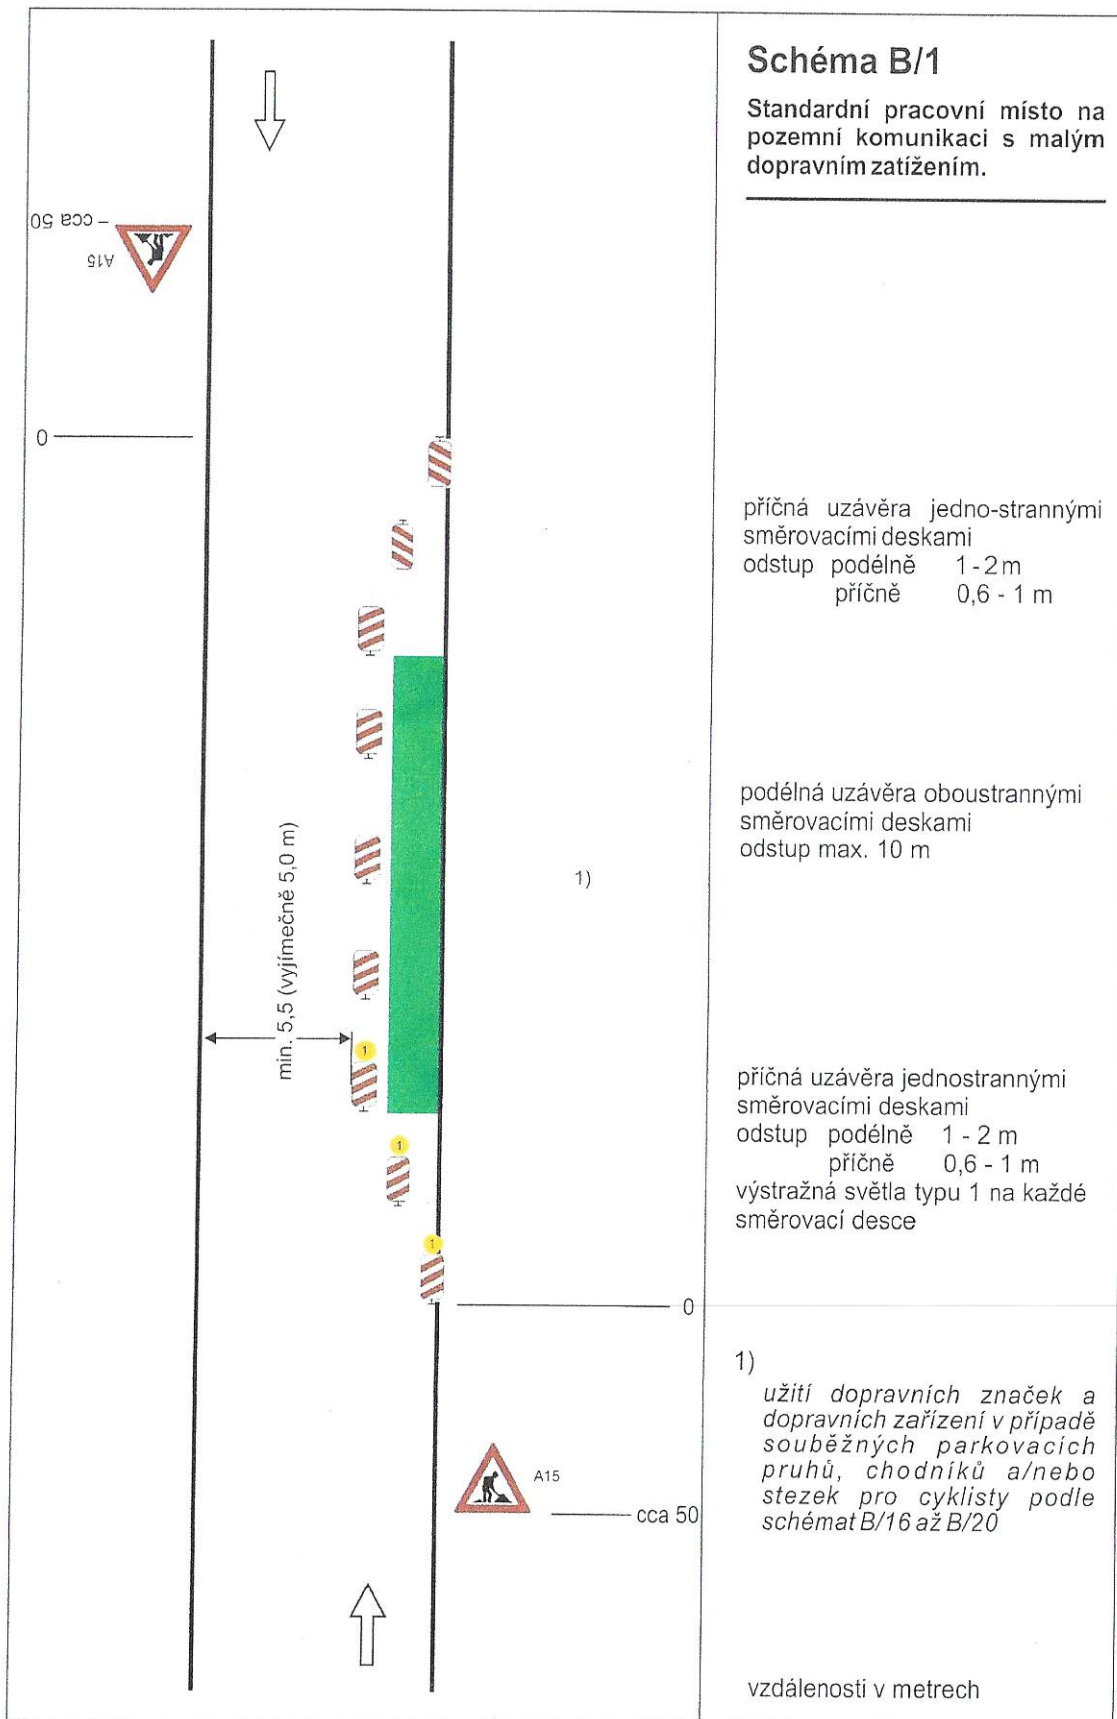 Schéma B/1
Standardní pracovní místo na
pozemní komunikaci s malým
dopravním zatížením.
cca 50
A15
0
příčná uzávěra jedno-strannými
směrovacími deskami
odstup podélně 1 - 2 m
příčně 0,6 - 1 m
podélná uzávěra oboustrannými
směrovacími deskami
odstup max. 10 m
1)
min. 5,5 (vyjímečně 5,0 m)
1
1
1
příčná uzávěra jednostrannými
směrovacími deskami
odstup podélně 1 - 2 m
příčně 0,6 - 1 m
výstražná světla typu 1 na každé
směrovací desce
0
1)
užití dopravních značek a
dopravních zařízení v případě
souběžných parkovacích
pruhů, chodníků a/nebo
stezek pro cyklisty podle
schémat B/16 až B/20
A15
cca 50
vzdálenosti v metrech